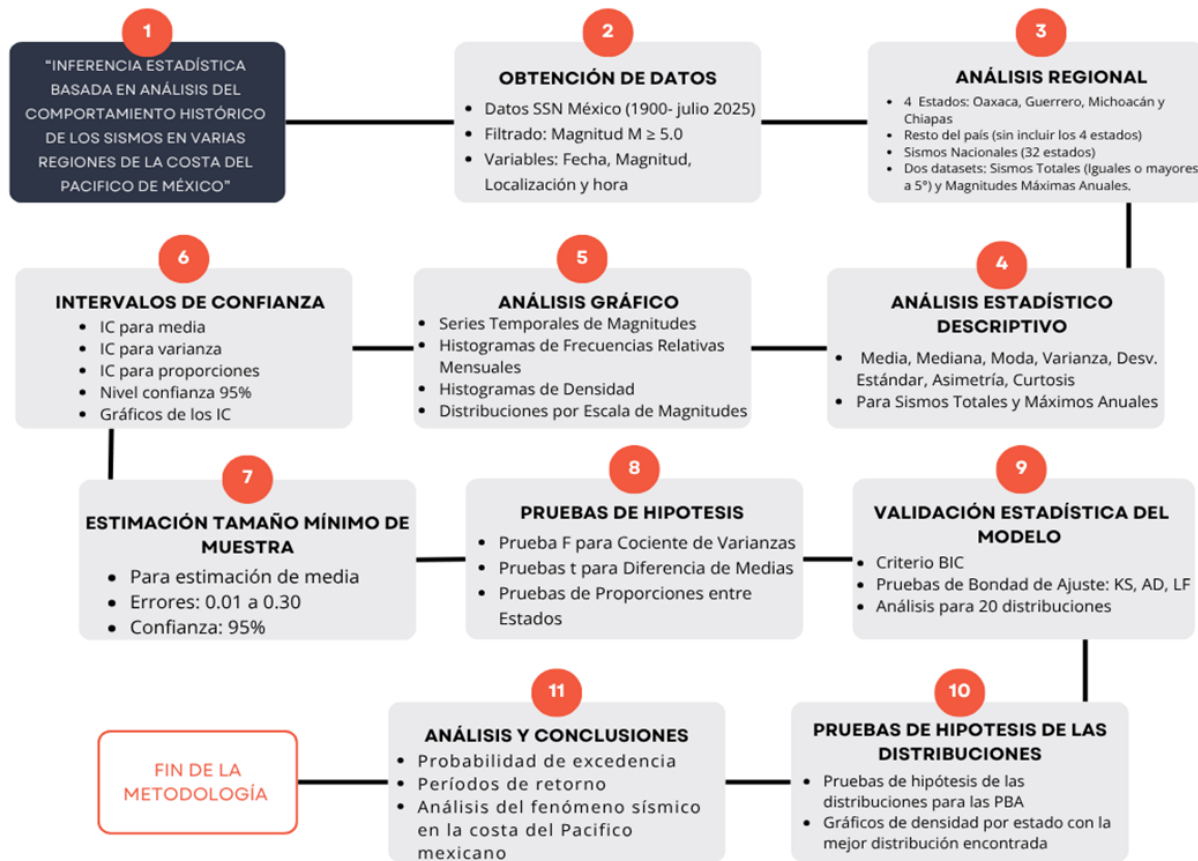 1
“INFERENCIA ESTADÍSTICA
BASADA EN ANÁLISIS DEL
COMPORTAMIENTO HISTÓRICO
DE LOS SISMOS EN VARIAS
REGIONES DE LA COSTA DEL
PACIFICO DE MÉXICO”
2
OBTENCIÓN DE DATOS
• Datos SSN México (1900- julio 2025)
• Filtrado: Magnitud M ≥ 5.0
• Variables: Fecha, Magnitud,
Localización y hora
3
ANÁLISIS REGIONAL
• 4 Estados: Oaxaca, Guerrero, Michoacán y
Chiapas
• Resto del país (sin incluir los 4 estados)
• Sismos Nacionales (32 estados)
• Dos datasets: Sismos Totales (Iguales o mayores
a 5°) y Magnitudes Máximas Anuales.
4
ANÁLISIS ESTADÍSTICO
DESCRIPTIVO
• Media, Mediana, Moda, Varianza, Desv.
Estándar, Asimetría, Curtosis
• Para Sismos Totales y Máximos Anuales
5
ANÁLISIS GRÁFICO
• Series Temporales de Magnitudes
• Histogramas de Frecuencias Relativas
Mensuales
• Histogramas de Densidad
• Distribuciones por Escala de Magnitudes
6
INTERVALOS DE CONFIANZA
• IC para media
• IC para varianza
• IC para proporciones
• Nivel confianza 95%
• Gráficos de los IC
7
ESTIMACIÓN TAMAÑO MÍNIMO DE
MUESTRA
• Para estimación de media
• Errores: 0.01 a 0.30
• Confianza: 95%
8
PRUEBAS DE HIPOTESIS
• Prueba F para Cociente de Varianzas
• Pruebas t para Diferencia de Medias
• Pruebas de Proporciones entre
Estados
9
VALIDACIÓN ESTADÍSTICA DEL
MODELO
• Criterio BIC
• Pruebas de Bondad de Ajuste: KS, AD, LF
• Análisis para 20 distribuciones
10
PRUEBAS DE HIPOTESIS DE LAS
DISTRIBUCIONES
• Pruebas de hipótesis de las
distribuciones para las PBA
• Gráficos de densidad por estado con la
mejor distribución encontrada
11
ANÁLISIS Y CONCLUSIONES
• Probabilidad de excedencia
• Períodos de retorno
• Análisis del fenómeno sísmico
en la costa del Pacifico
mexicano
FIN DE LA
METODOLOGÍA